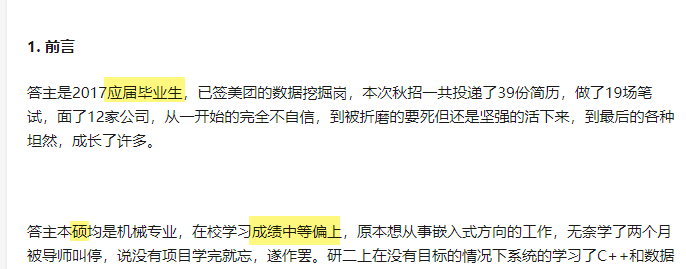 1. 前言
答主是2017应届毕业生，已签美团的数据挖掘岗，本次秋招一共投递了39份简历，做了19场笔
试，面了12家公司，从一开始的完全不自信，到被折磨的要死但还是坚强的活下来，到最后的各种
坦然，成长了许多。
答主本硕均是机械专业，在校学习成绩中等偏上，原本想从事嵌入式方向的工作，无奈学了两个月
被导师叫停，说没有项目学完就忘，遂作罢。研二上在没有目标的情况下系统的学习了C++和数据